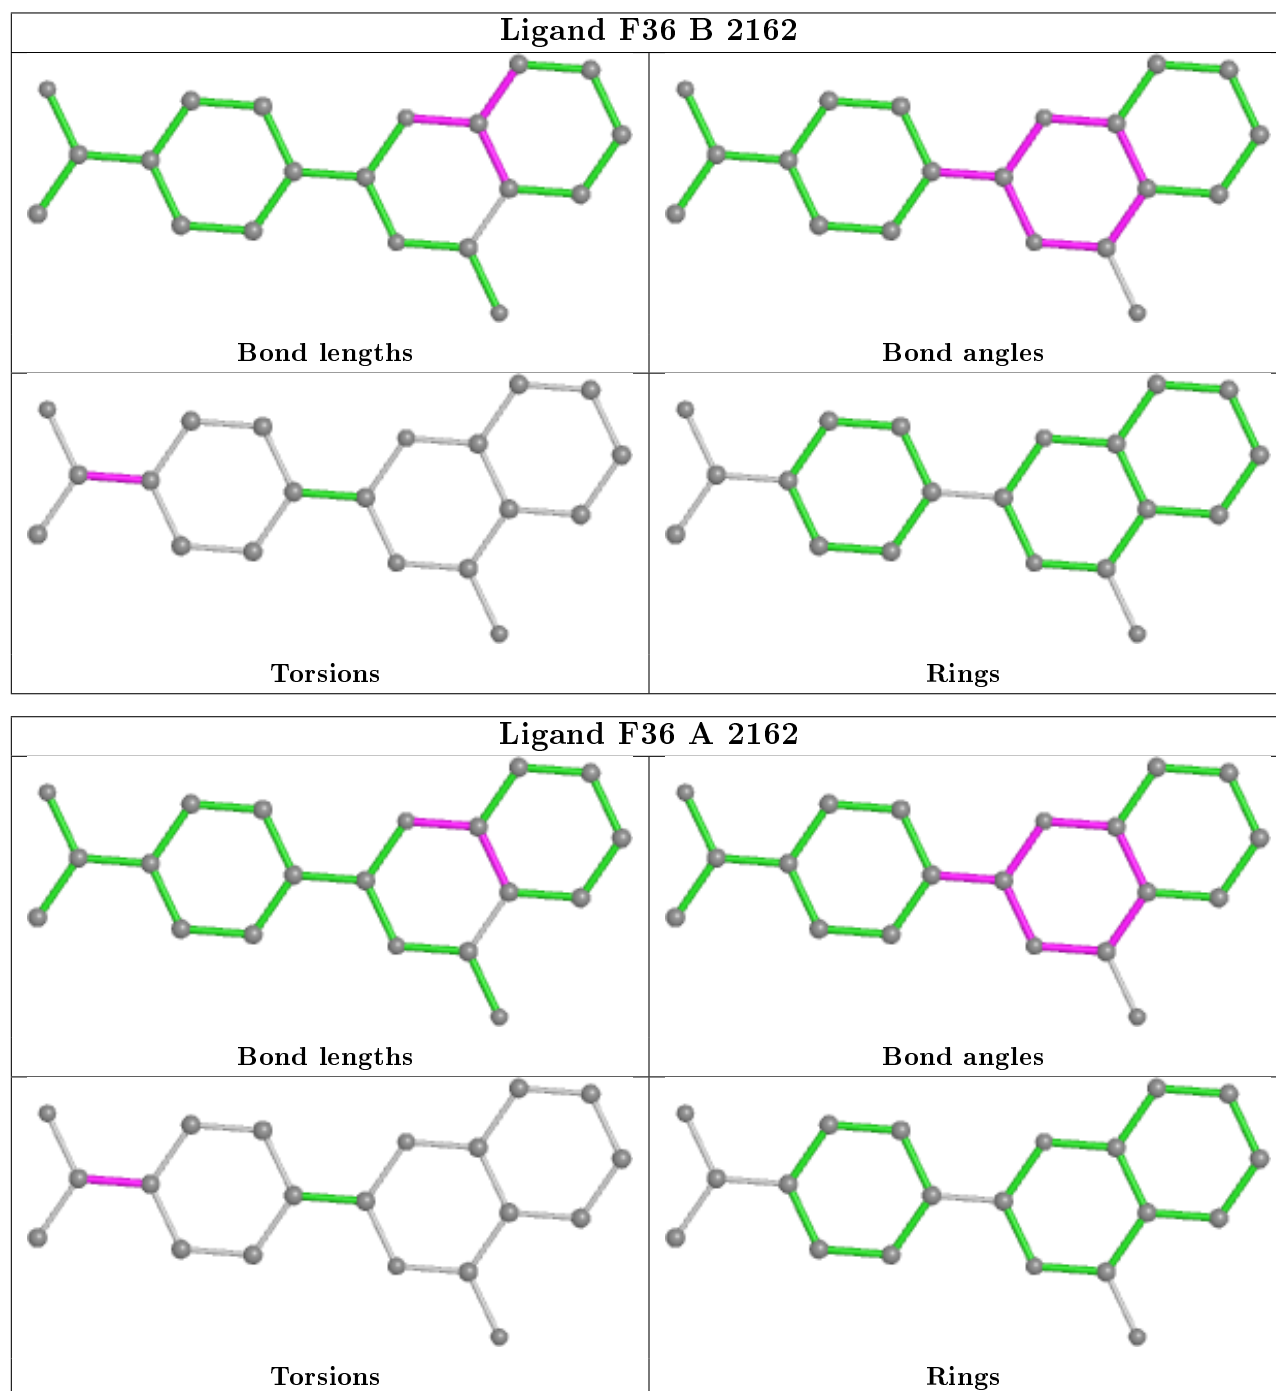 Ligand F36 B 2162
Bond lengths
Bond angles
Torsions
Rings
Ligand F36 A 2162
Bond lengths
Bond angles
Torsions
Rings